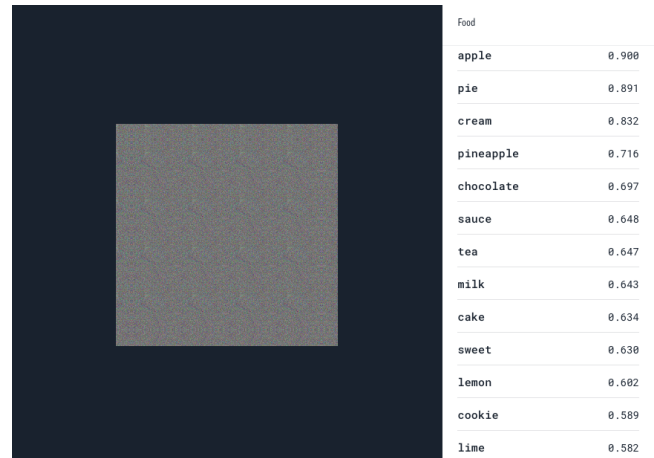 Food
apple 0.900
pie 0.891
cream 0.832
pineapple 0.716
chocolate 0.697
sauce 0.648
tea 0.647
milk 0.643
cake 0.634
sweet 0.630
lemon 0.602
cookie 0.589
lime 0.582